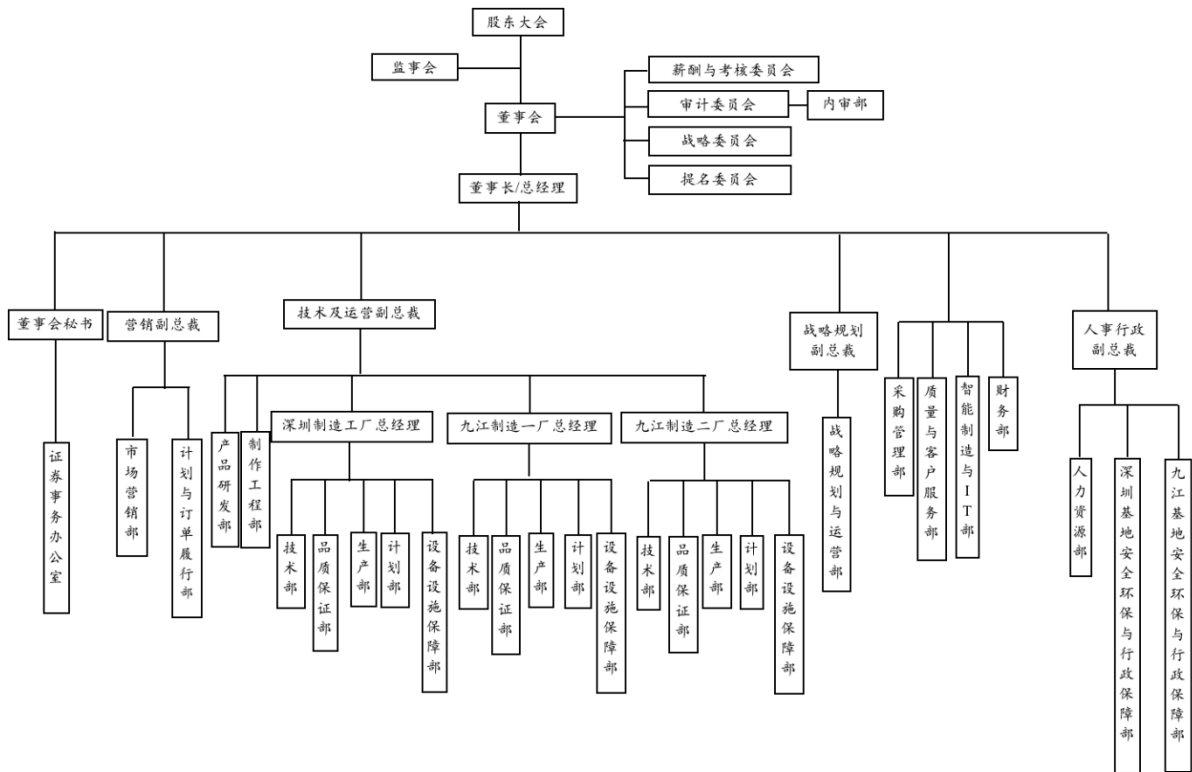 股东大会
监事会
薪酬与考核委员会
审计委员会
内审部
董事会
战略委员会
提名委员会
董事长/总经理
董事会秘书
营销副总裁
技术及运营副总裁
战略规划
副总裁
人事行政
副总裁
采购管理部
质量与客户服务部
智能制造与IT部
财务部
深圳制造工厂总经理
九江制造一厂总经理
九江制造二厂总经理
证券事务办公室
市场营销部
计划与订单履行部
产品研发部
制作工程部
战略规划与运营部
人力资源部
深圳基地安全环保与行政保障部
九江基地安全环保与行政保障部
技术部
品质保证部
生产部
计划部
设备设施保障部
技术部
品质保证部
生产部
计划部
设备设施保障部
技术部
品质保证部
生产部
计划部
设备设施保障部